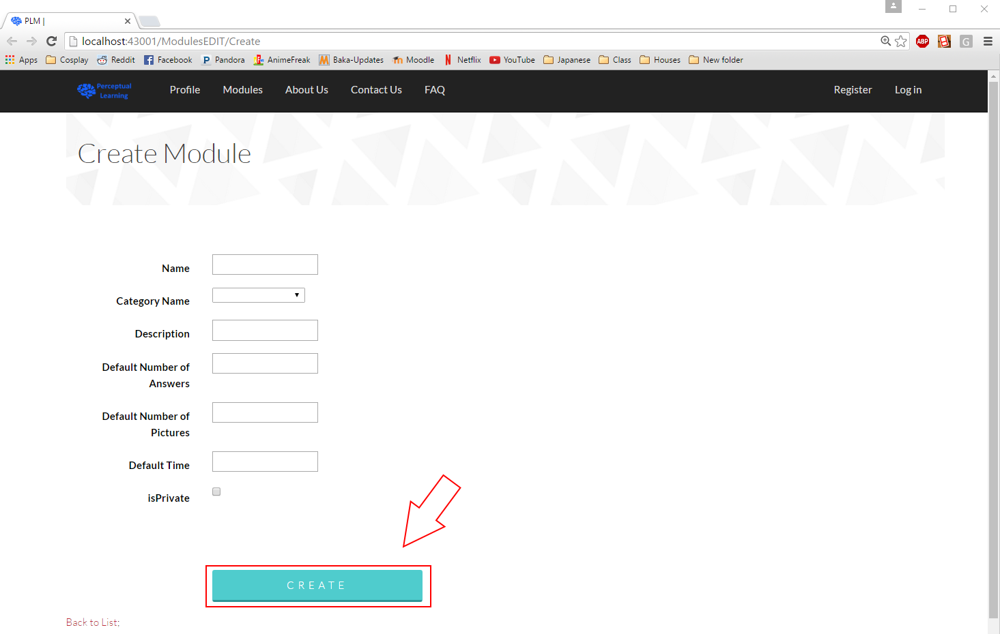 PLM |
localhost:43001/ModulesEDIT/Create
ABP
G
Apps Cosplay Reddit Facebook Pandora AnimeFreak Baka-Updates Moodle Netflix YouTube Japanese Class Houses New folder
Perceptual
Learning
Profile Modules About Us Contact Us FAQ Register Log in
Create Module
Name
Category Name
Description
Default Number of
Answers
Default Number of
Pictures
Default Time
isPrivate
CREATE
Back to List;